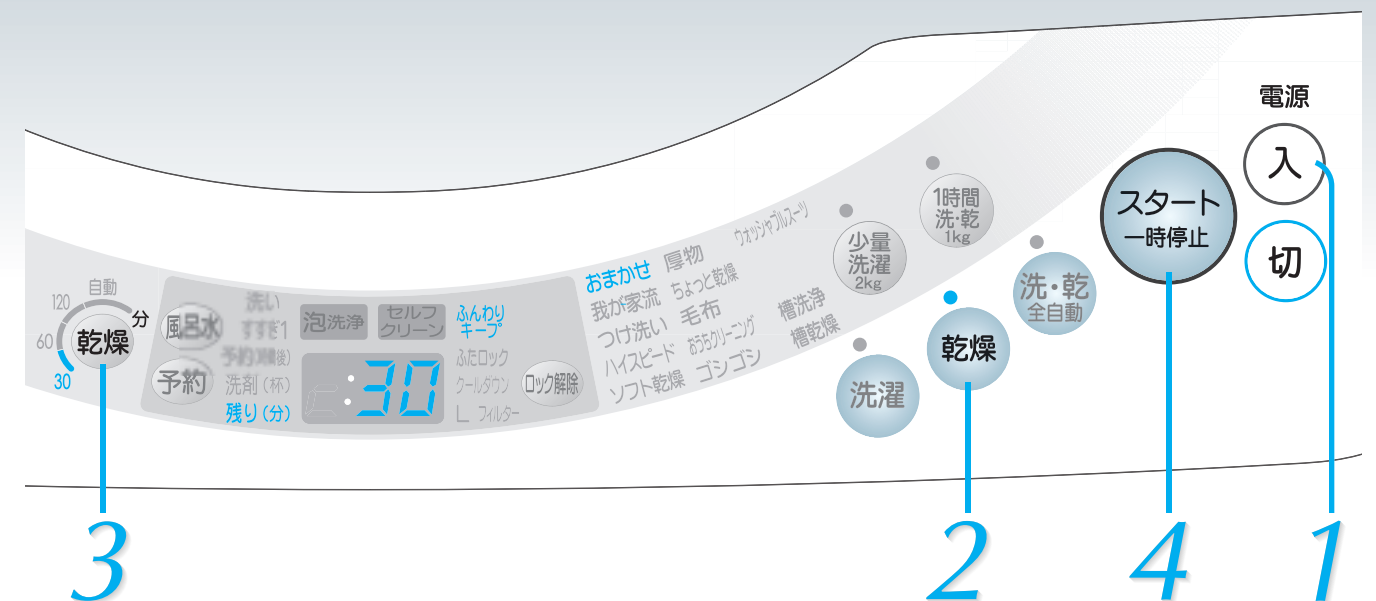 電源
入
切
スタート
一時停止
1時間
洗・乾
1kg
少量
洗濯
2kg
洗・乾
全自動
乾燥
洗濯
おまかせ 厚物 ウォッシャブルスーツ
我が家流 ちょっと乾燥
つけ洗い 毛布 槽洗浄
ハイスピード おうちクリーニング 槽乾燥
ソフト乾燥 ゴシゴシ
自動
120
分
60
30
乾燥
風呂水
予約
洗い
すすぎ1
洗剤(杯)
残り(分)
泡洗浄
セルフ
クリーン
:30
ふんわり
キープ
ふたロック
クールダウン
L フィルター
ロック解除
3
2
4
1